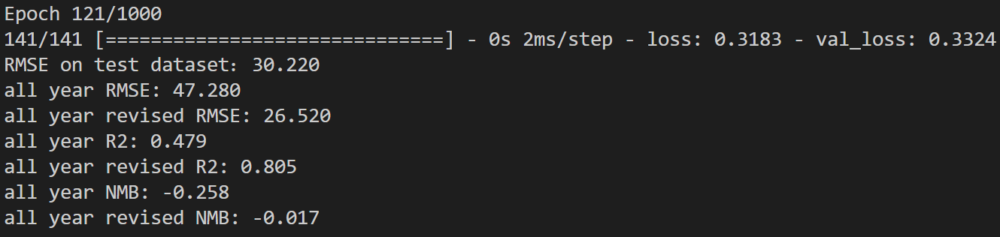 Epoch 121/1000
141/141 [==============================] - 0s 2ms/step - loss: 0.3183 - val_loss: 0.3324
RMSE on test dataset: 30.220
all year RMSE: 47.280
all year revised RMSE: 26.520
all year R2: 0.479
all year revised R2: 0.805
all year NMB: -0.258
all year revised NMB: -0.017